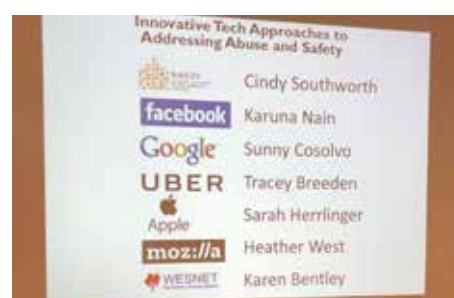 Innovative Tech Approaches to
Addressing Abuse and Safety
Cindy Southworth
facebook Karuna Nain
Google Sunny Cosolvo
UBER Tracey Breeden
Apple Sarah Herrlinger
moz://a Heather West
WESNET Karen Bentley